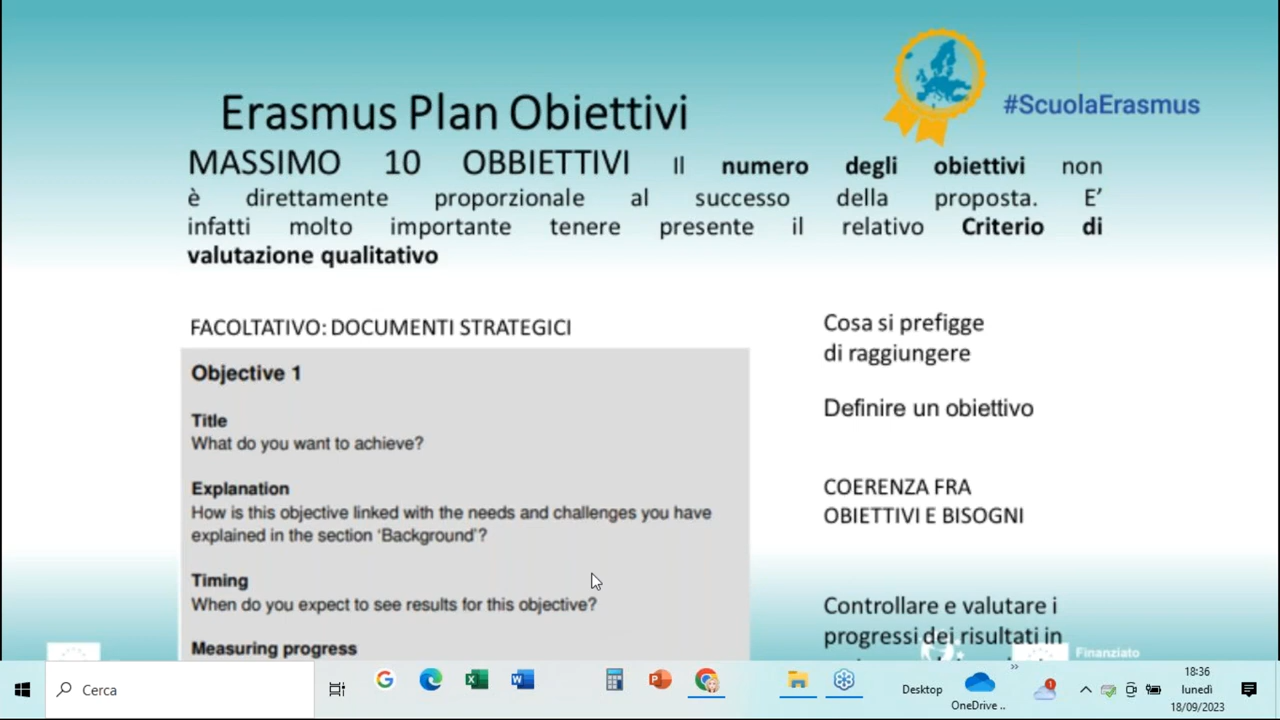 #ScuolaErasmus
Erasmus Plan Obiettivi
MASSIMO 10 OBBIETTIVI Il numero degli obiettivi non
è direttamente proporzionale al successo della proposta. E’
infatti molto importante tenere presente il relativo Criterio di
valutazione qualitativo
FACOLTATIVO: DOCUMENTI STRATEGICI
Objective 1
Title
What do you want to achieve?
Explanation
How is this objective linked with the needs and challenges you have
explained in the section ‘Background’?
Timing
When do you expect to see results for this objective?
Measuring progress
Cosa si prefigge
di raggiungere
Definire un obiettivo
COERENZA FRA
OBIETTIVI E BISOGNI
Controllare e valutare i
progressi dei risultati in
Finanziato
Cerca
Desktop
OneDrive ..
18:36
lunedì
18/09/2023